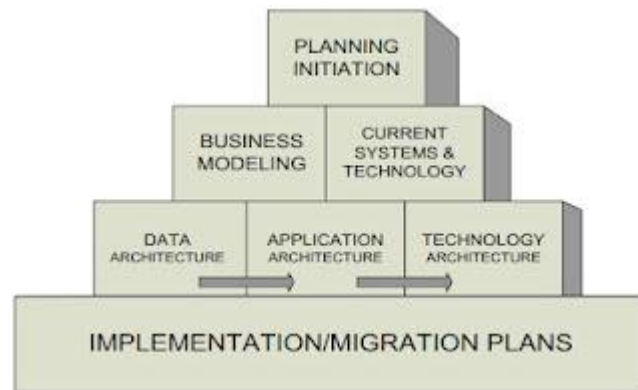 PLANNING
INITIATION
BUSINESS
MODELING
CURRENT
SYSTEMS &
TECHNOLOGY
DATA
ARCHITECTURE
APPLICATION
ARCHITECTURE
TECHNOLOGY
ARCHITECTURE
IMPLEMENTATION/MIGRATION PLANS